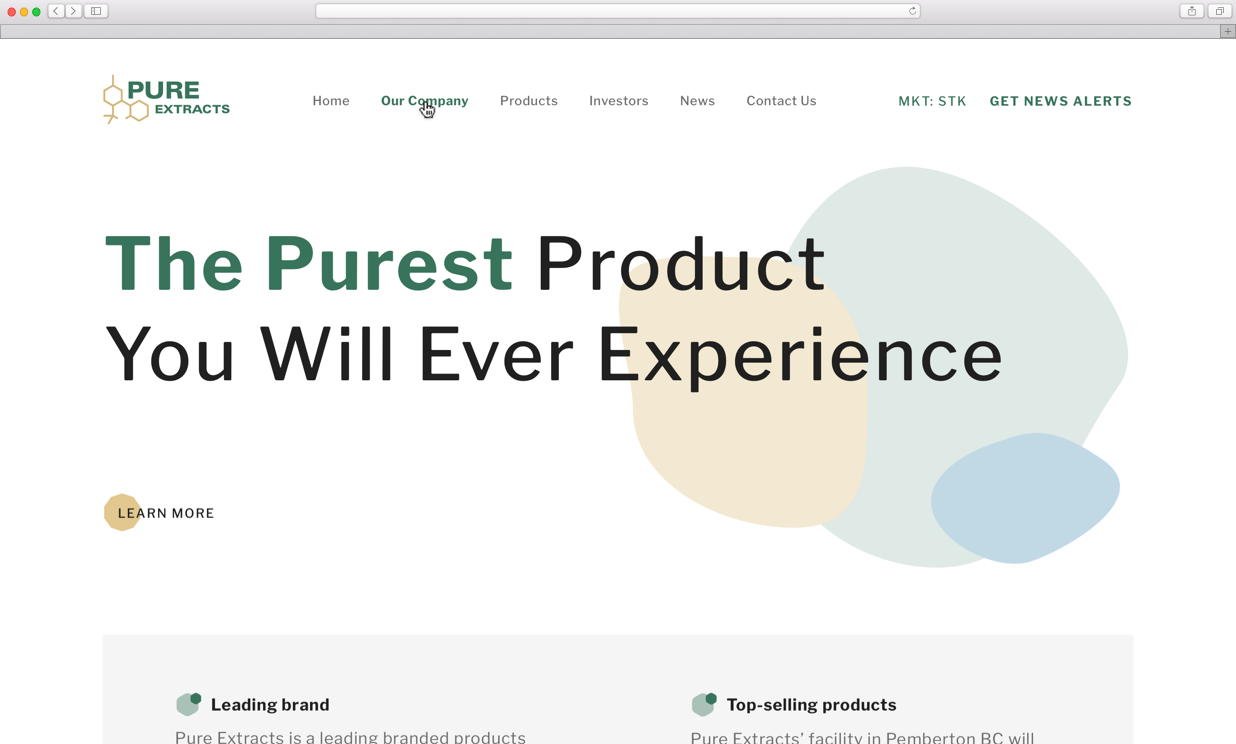 PURE
EXTRACTS
Home Our Company Products Investors News Contact Us MKT: STK GET NEWS ALERTS
The Purest Product
You Will Ever Experience
LEARN MORE
Leading brand
Pure Extracts is a leading branded products
Top-selling products
Pure Extracts’ facility in Pemberton BC will